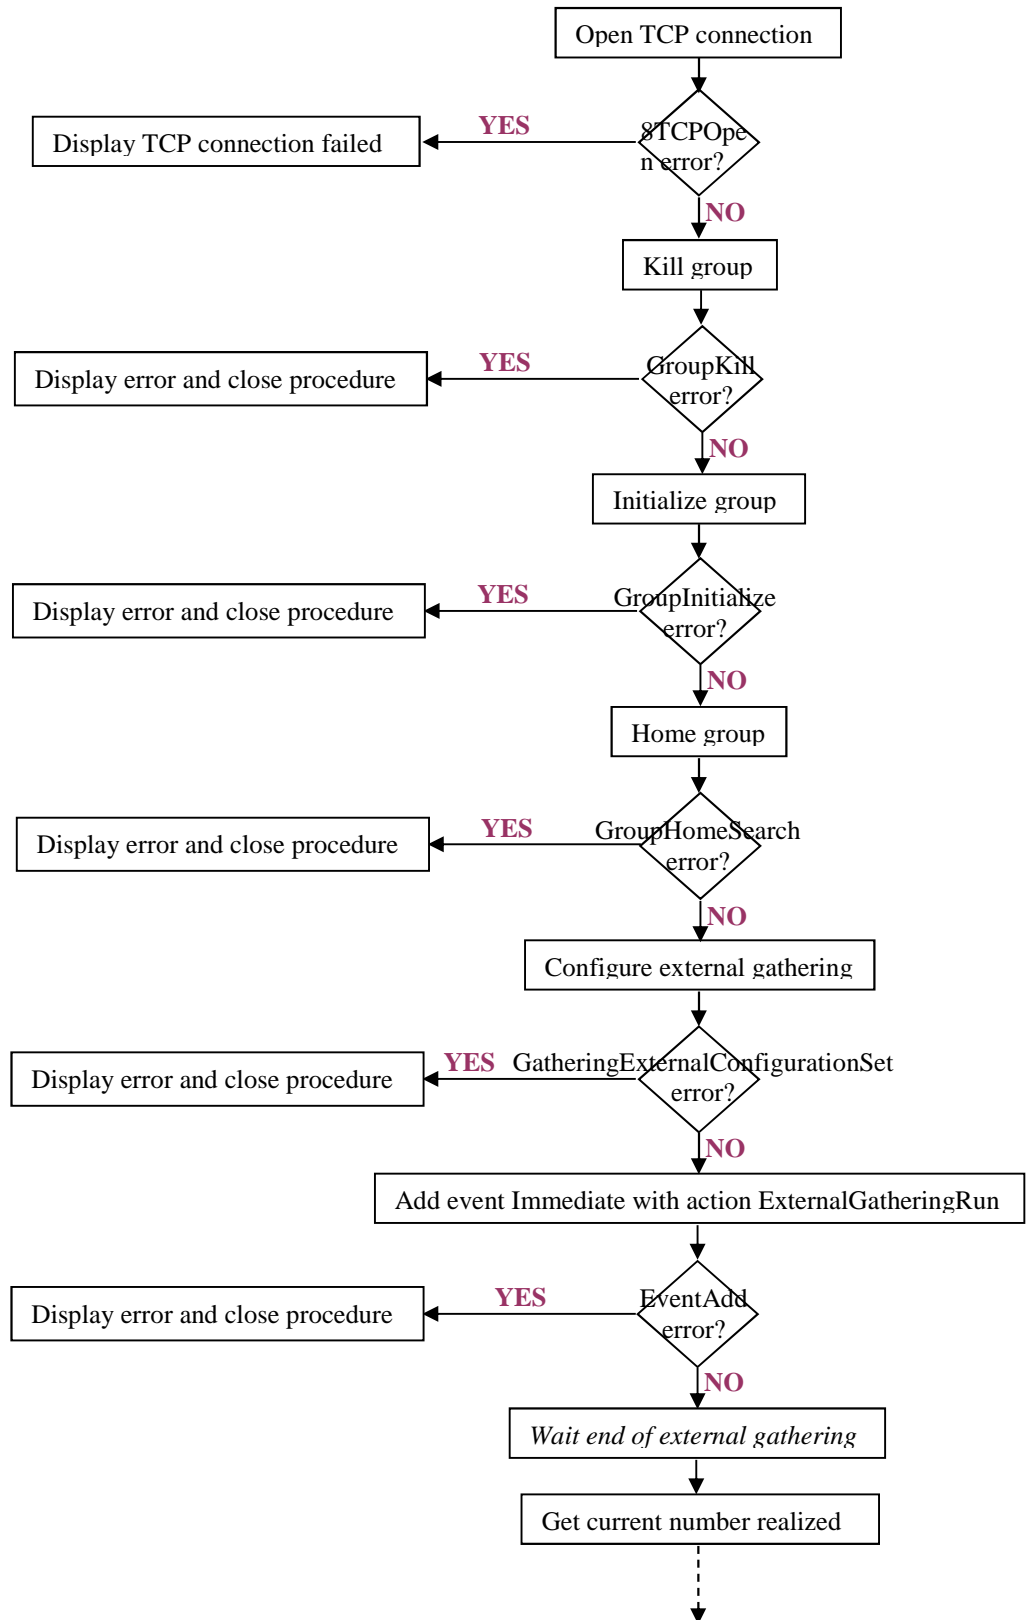 Open TCP connection
YES
8TCPOpe
n error?
Display TCP connection failed
NO
Kill group
YES
GroupKill
error?
Display error and close procedure
NO
Initialize group
YES
GroupInitialize
error?
Display error and close procedure
NO
Home group
YES
GroupHomeSearch
error?
Display error and close procedure
NO
Configure external gathering
YES
GatheringExternalConfigurationSet
error?
Display error and close procedure
NO
Add event Immediate with action ExternalGatheringRun
YES
EventAdd
error?
Display error and close procedure
NO
Wait end of external gathering
Get current number realized